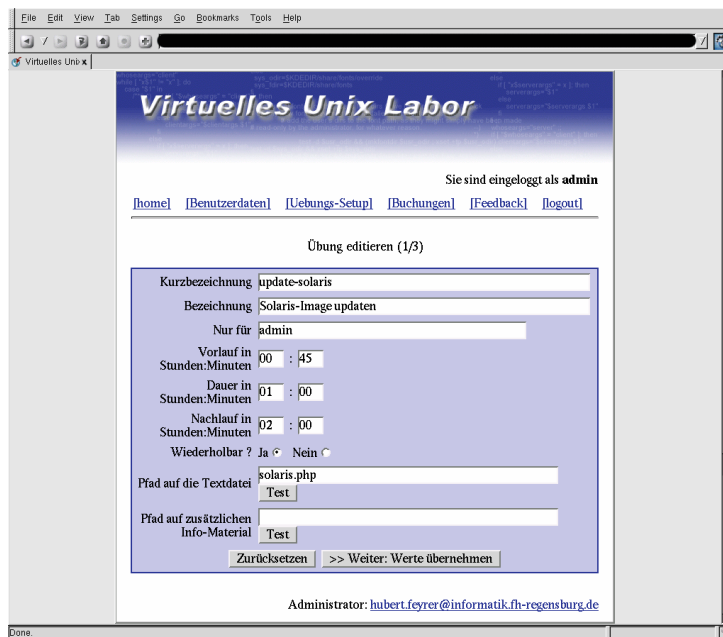 File Edit View Tab Settings Go Bookmarks Tools Help
Virtuelles Uni x
Virtuelles Unix Labor
Sie sind eingeloggt als admin
[home] [Benutzerdaten] [Uebungs-Setup] [Buchungen] [Feedback] [logout]
Übung editieren (1/3)
Kurzbezeichnung update-solaris
Bezeichnung Solaris-Image updaten
Nur für admin
Vorlauf in
Stunden:Minuten 00 : 45
Dauer in
Stunden:Minuten 01 : 00
Nachlauf in
Stunden:Minuten 02 : 00
Wiederholbar ? Ja Nein
Pfad auf die Textdatei solaris.php
Test
Pfad auf zusätzlichen
Info-Material Test
Zurücksetzen >> Weiter: Werte übernehmen
Administrator: hubert.feyrer@informatik.fh-regensburg.de
Done.